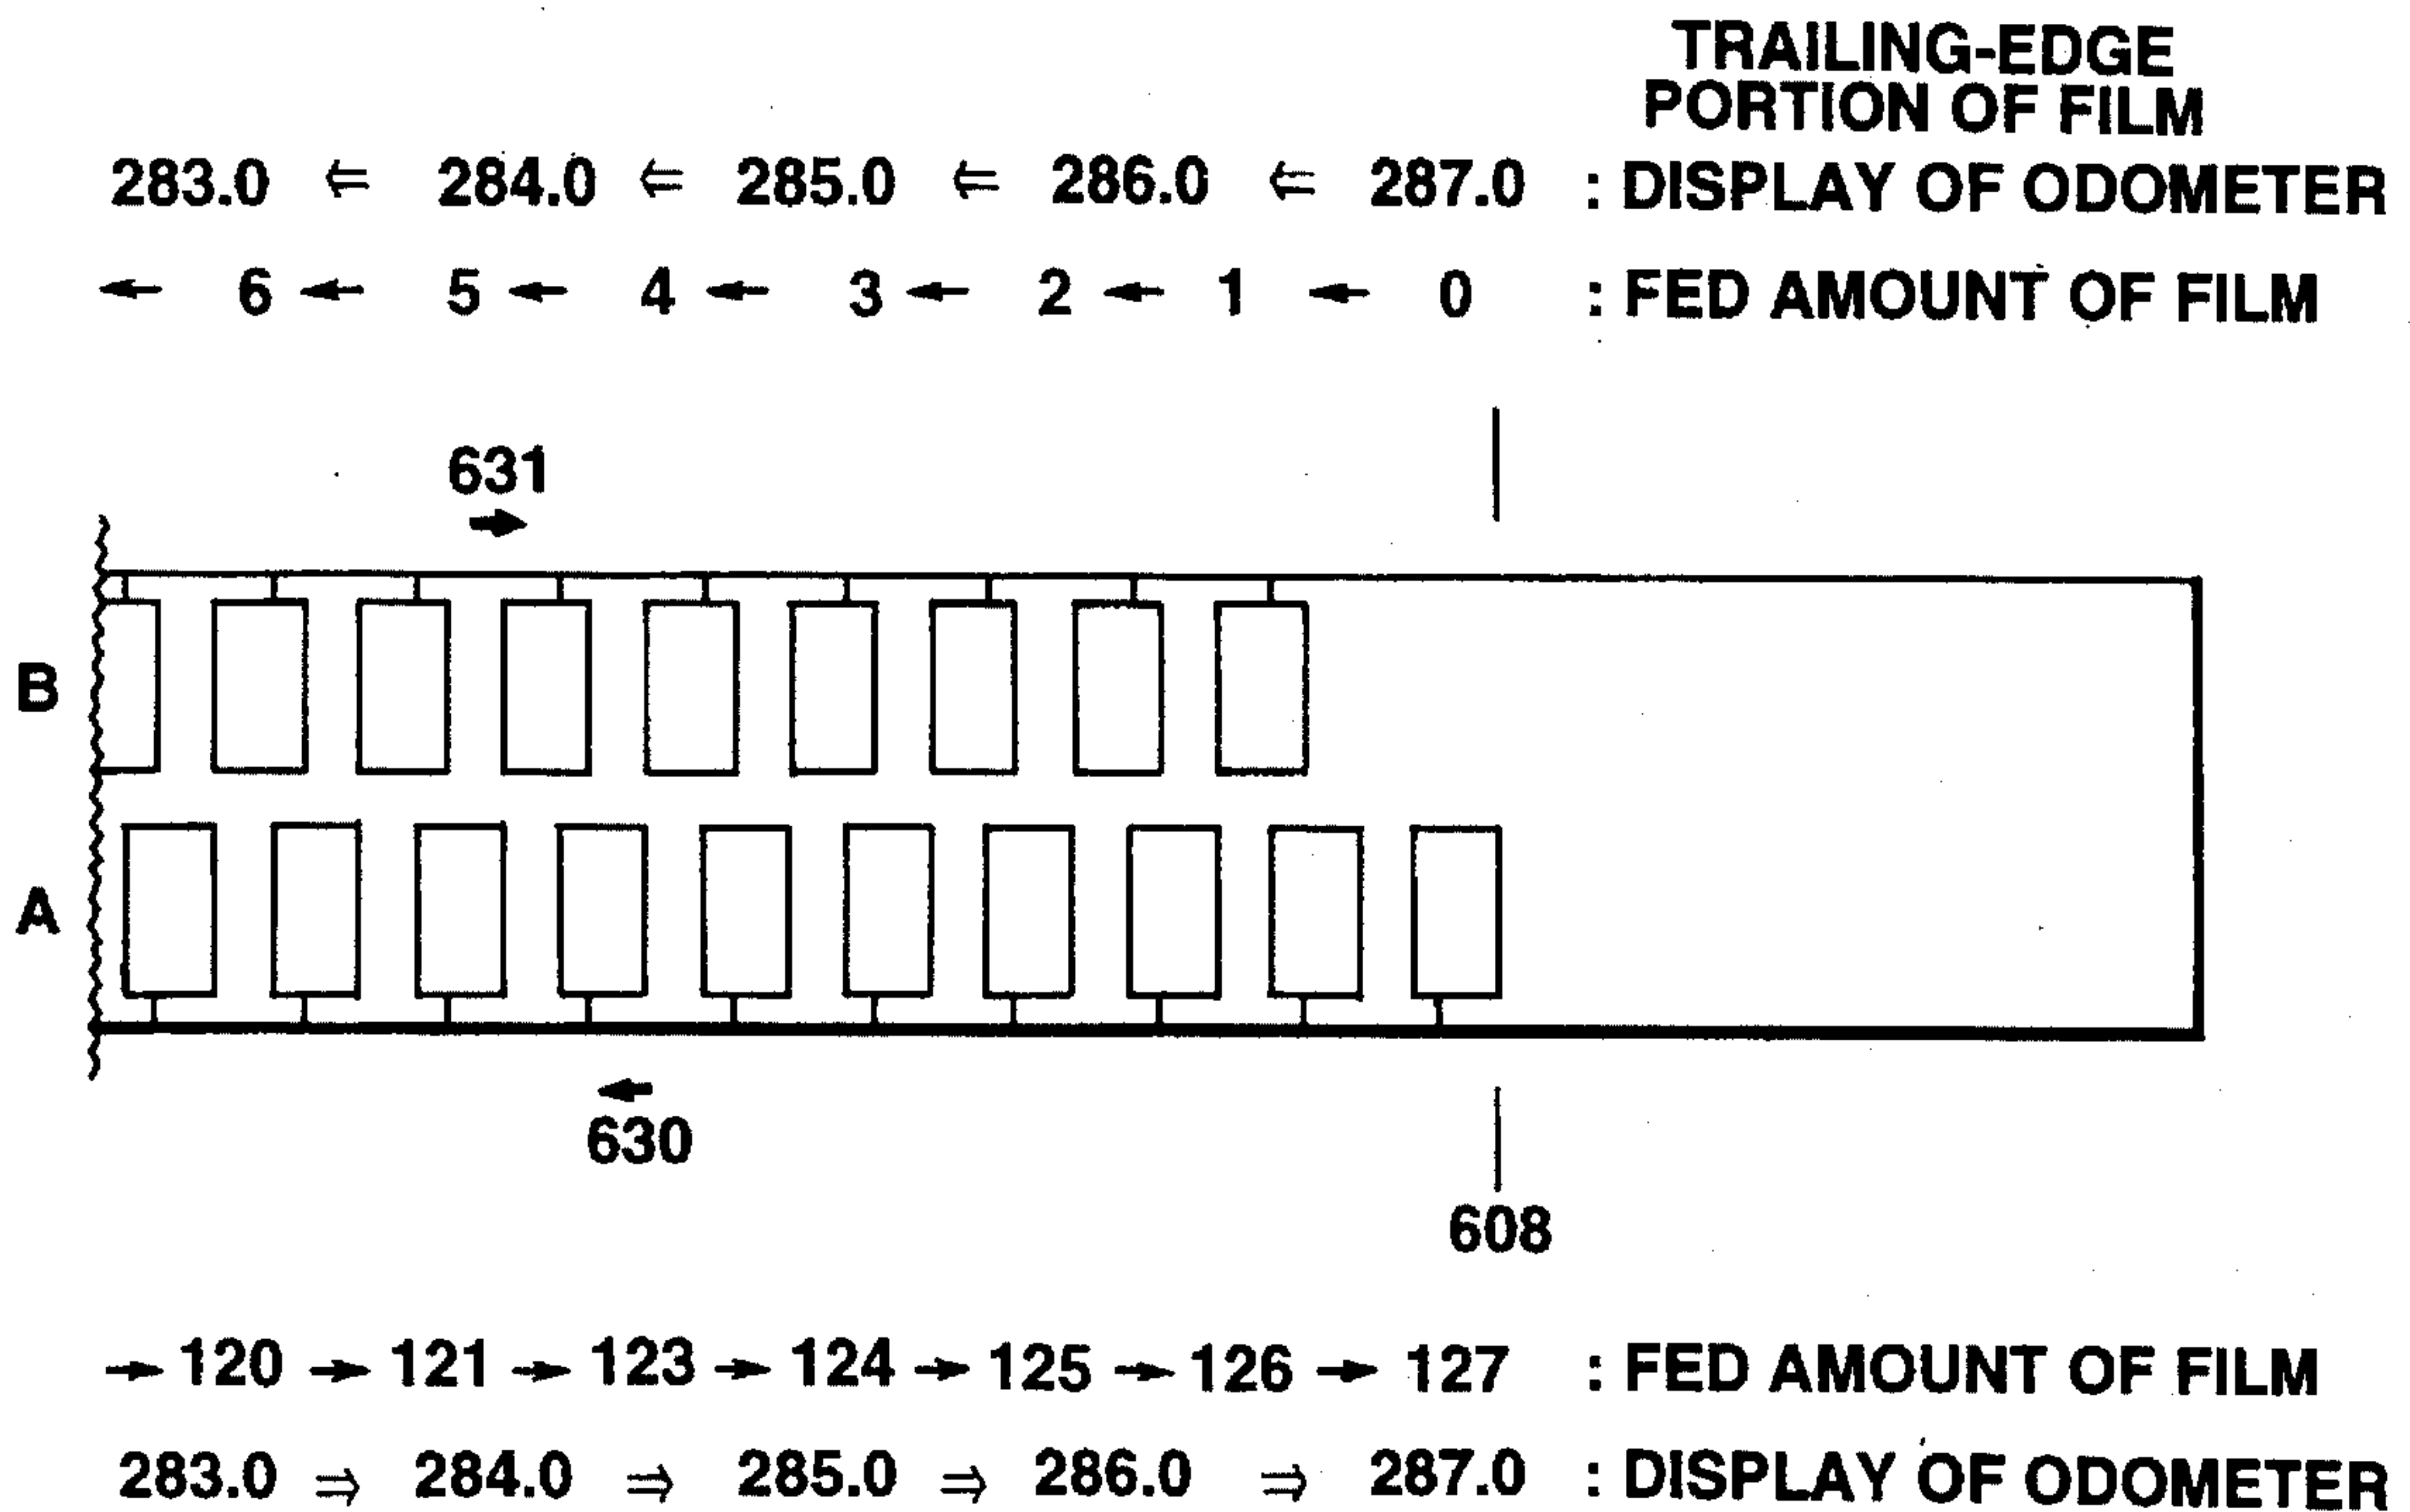 TRAILING-EDGE
PORTION OF FILM
283.0 ⇐ 284.0 ⇐ 285.0 ⇐ 286.0 ⇐ 287.0 : DISPLAY OF ODOMETER
← 6 ← 5 ← 4 ← 3 ← 2 ← 1 ← 0 : FED AMOUNT OF FILM
631
B
A
630
608
→ 120 → 121 → 123 → 124 → 125 → 126 → 127 : FED AMOUNT OF FILM
283.0 ⇒ 284.0 ⇒ 285.0 ⇒ 286.0 ⇒ 287.0 : DISPLAY OF ODOMETER